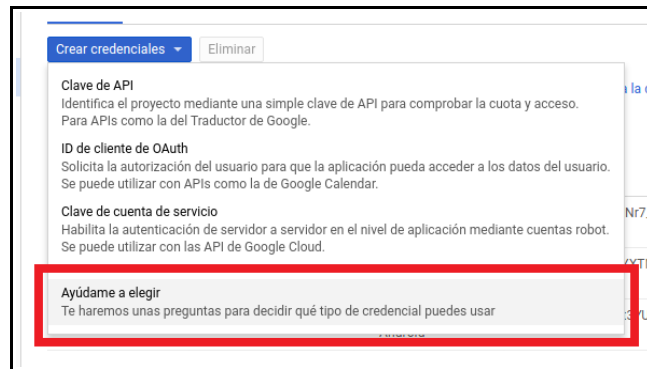 Crear credenciales
Eliminar
Clave de API
Identifica el proyecto mediante una simple clave de API para comprobar la cuota y acceso.
Para APIs como la del Traductor de Google.
ID de cliente de OAuth
Solicita la autorización del usuario para que la aplicación pueda acceder a los datos del usuario.
Se puede utilizar con APIs como la de Google Calendar.
Clave de cuenta de servicio
Habilita la autenticación de servidor a servidor en el nivel de aplicación mediante cuentas robot.
Se puede utilizar con las API de Google Cloud.
Ayúdame a elegir
Te haremos unas preguntas para decidir qué tipo de credencial puedes usar